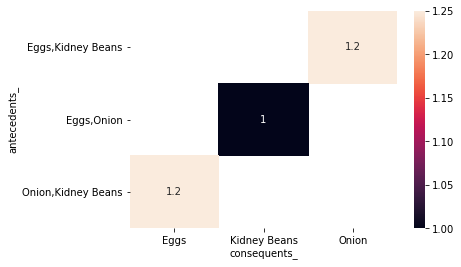 1.25
Eggs,Kidney Beans
1.2
1.20
1.15
antecedents_
Eggs,Onion
1
1.10
1.05
Onion,Kidney Beans
1.2
1.00
Eggs
Kidney Beans
Onion
consequents_